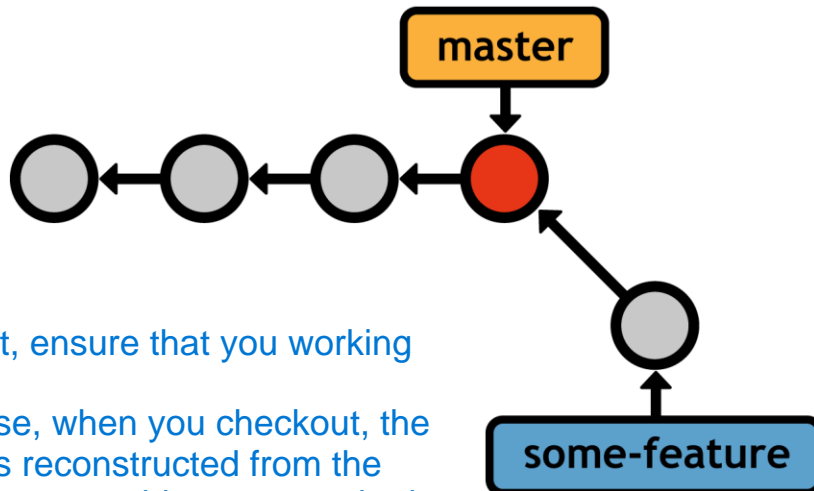 master
t, ensure that you working
se, when you checkout, the
s reconstructed from the
some-feature